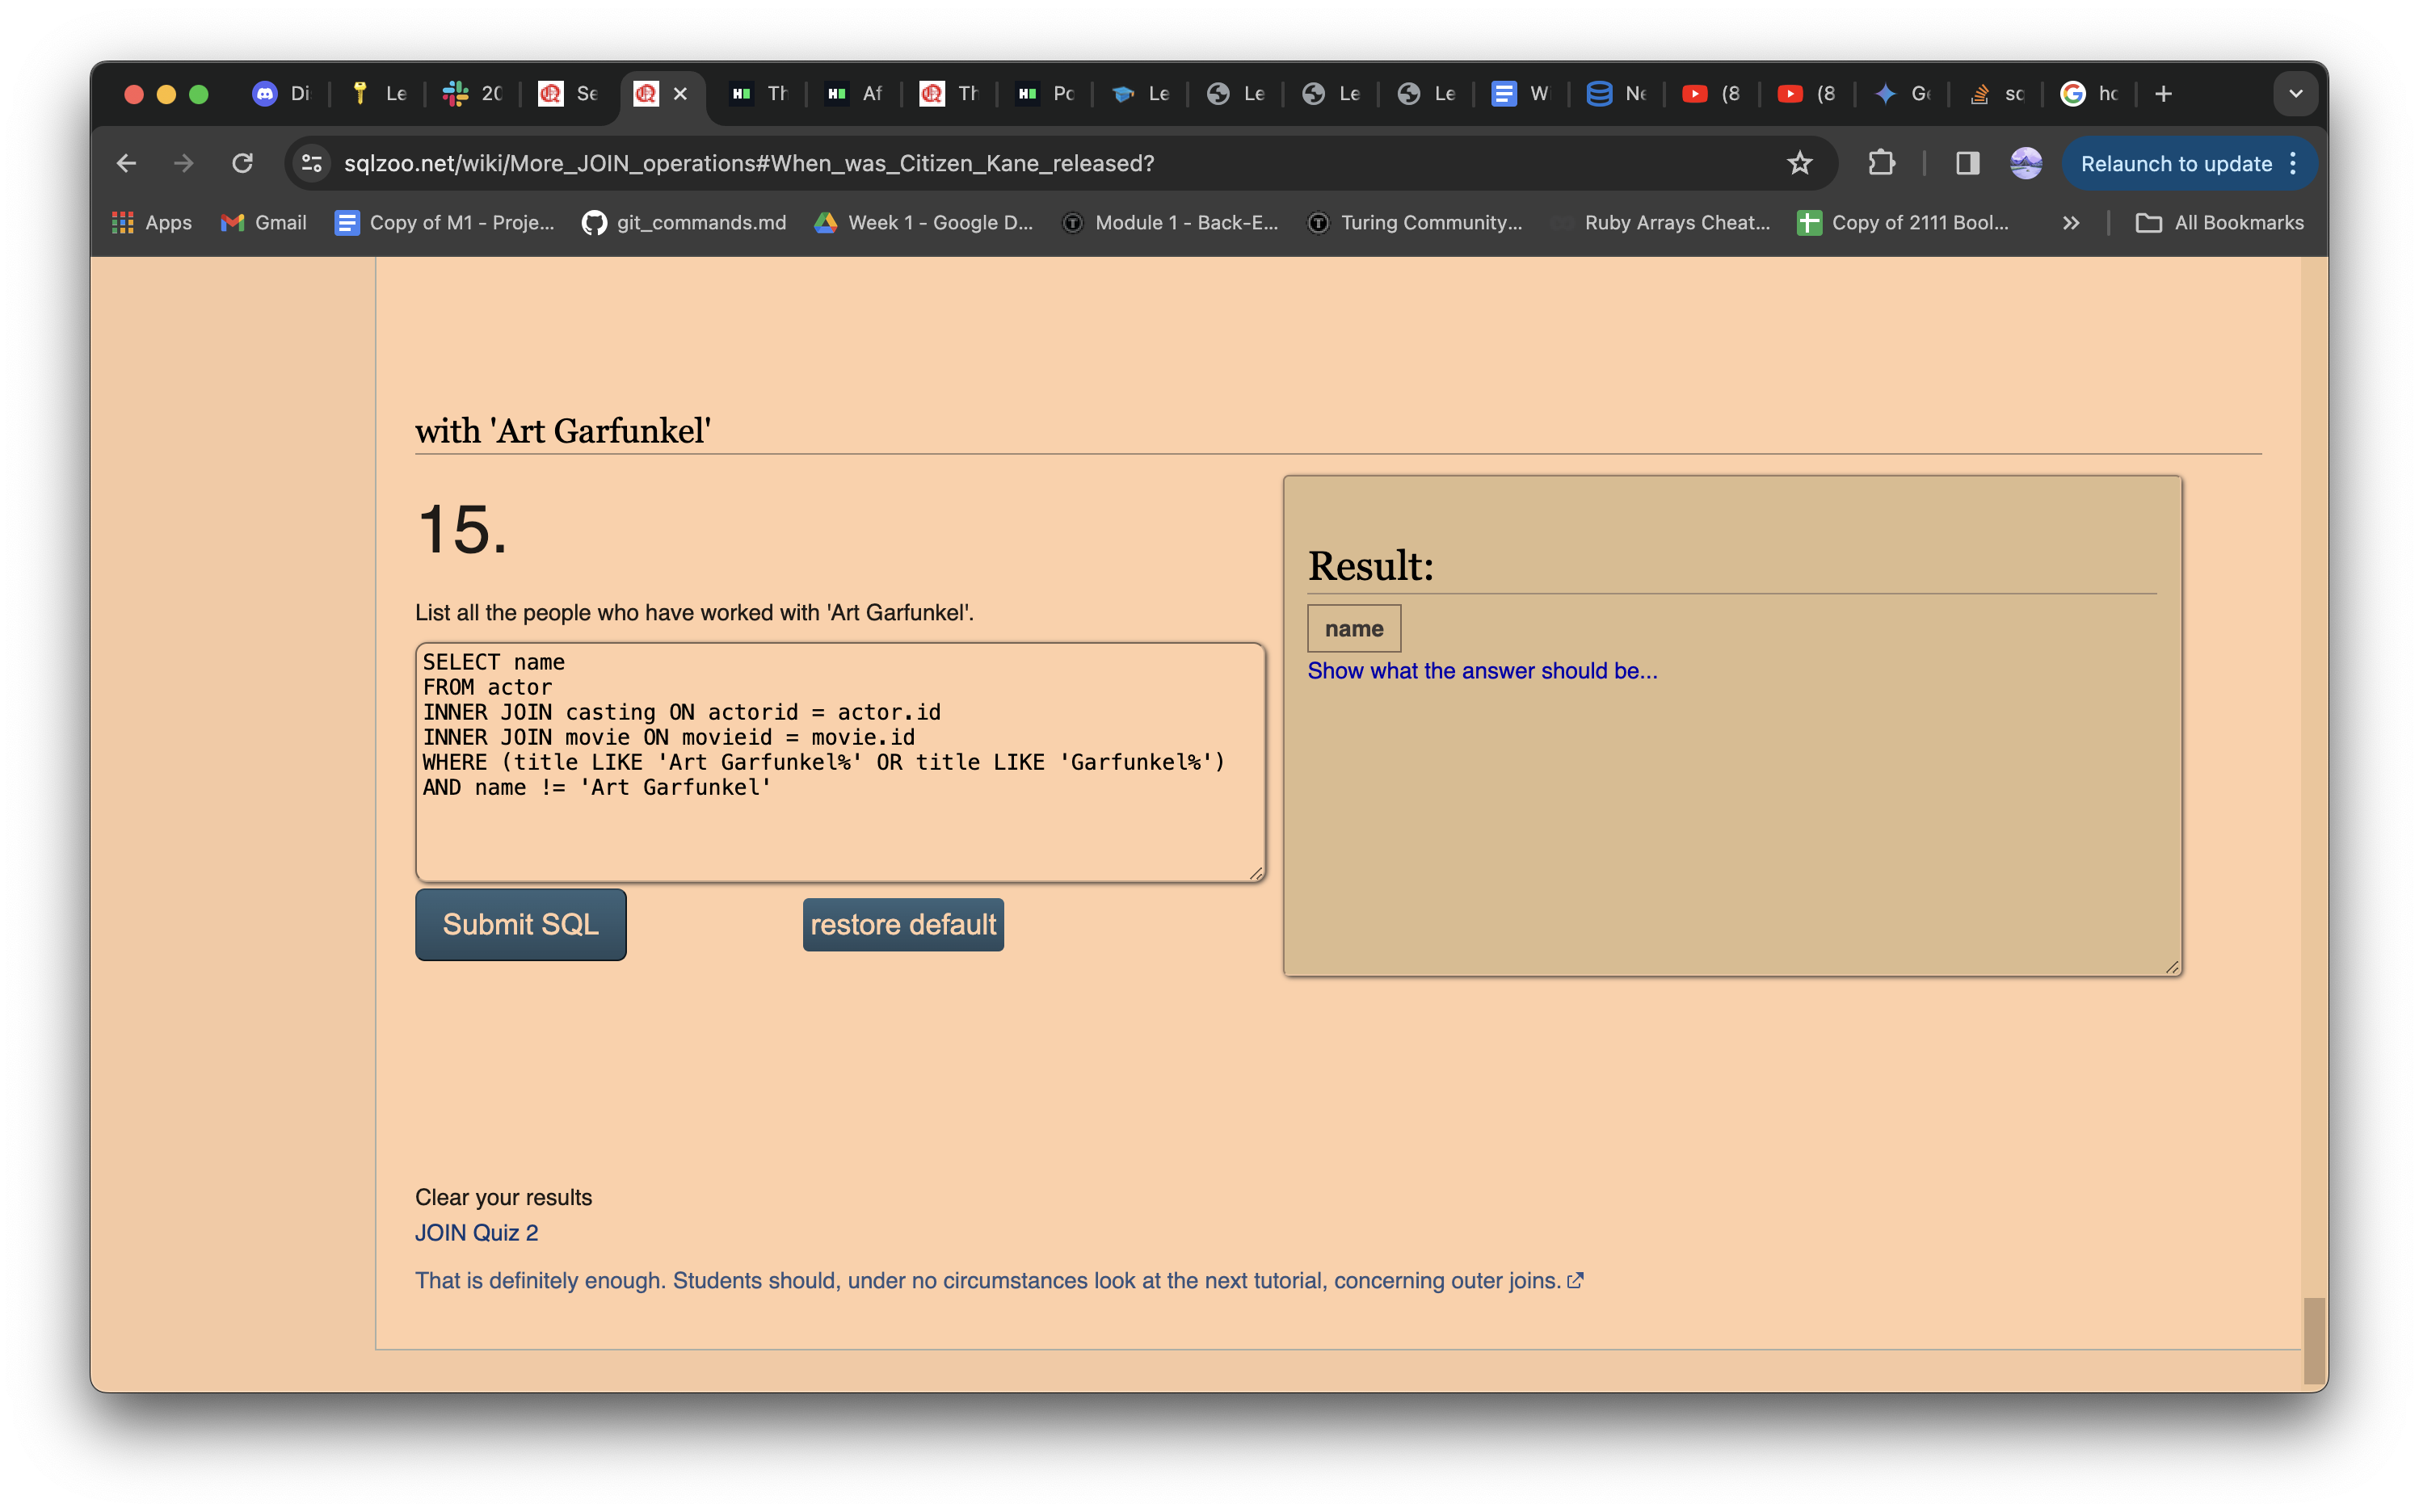 Di
Le
20
Se
Th
Af
Th
Po
Le
Le
Le
Le
W
Ne
(8
(8
Ge
so
ho
sqlzoo.net/wiki/More_JOIN_operations#When_was_Citizen_Kane_released?
Relaunch to update
Apps
Gmail
Copy of M1 - Proje...
git_commands.md
Week 1 - Google D...
Module 1 - Back-E...
Turing Community...
Ruby Arrays Cheat...
Copy of 2111 Bool...
All Bookmarks
with 'Art Garfunkel'
15.
List all the people who have worked with 'Art Garfunkel'.
SELECT name
FROM actor
INNER JOIN casting ON actorid = actor.id
INNER JOIN movie ON movieid = movie.id
WHERE (title LIKE 'Art Garfunkel%' OR title LIKE 'Garfunkel%')
AND name != 'Art Garfunkel'
Submit SQL
restore default
Result:
name
Show what the answer should be...
Clear your results
JOIN Quiz 2
That is definitely enough. Students should, under no circumstances look at the next tutorial, concerning outer joins.